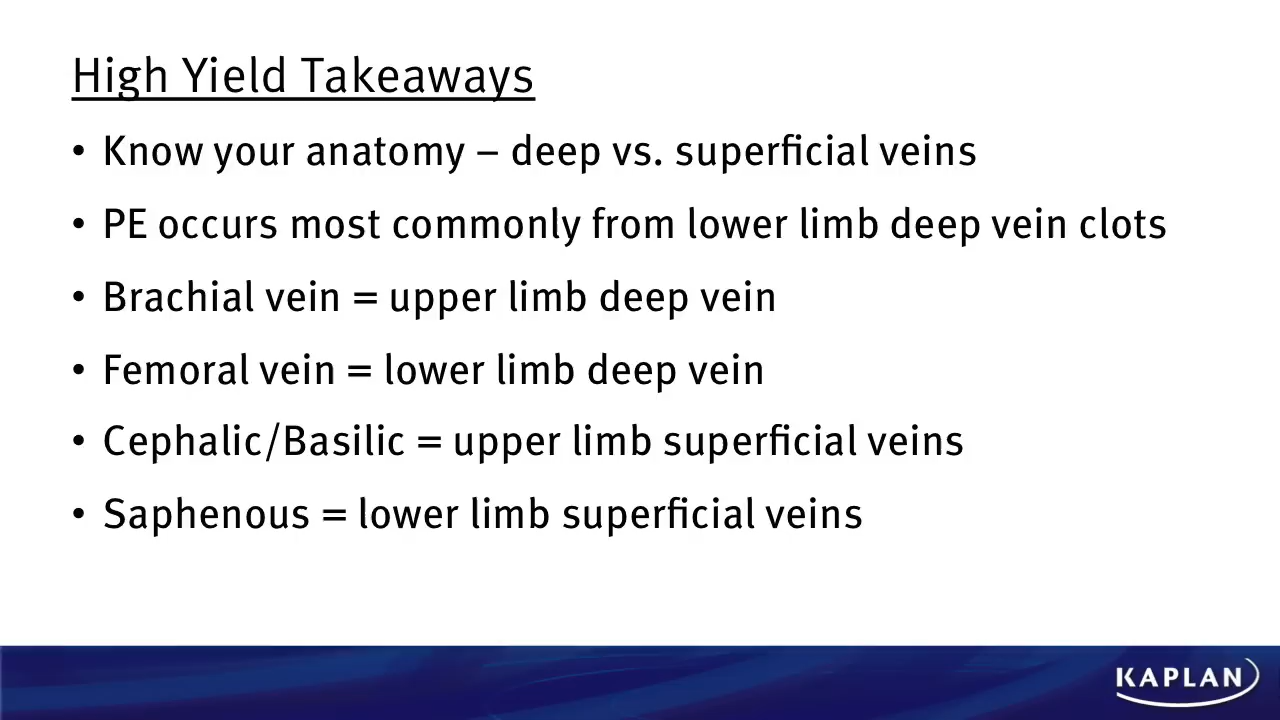 High Yield Takeaways
• Know your anatomy – deep vs. superficial veins
• PE occurs most commonly from lower limb deep vein clots
• Brachial vein = upper limb deep vein
• Femoral vein = lower limb deep vein
• Cephalic/Basilic = upper limb superficial veins
• Saphenous = lower limb superficial veins
KAPLAN